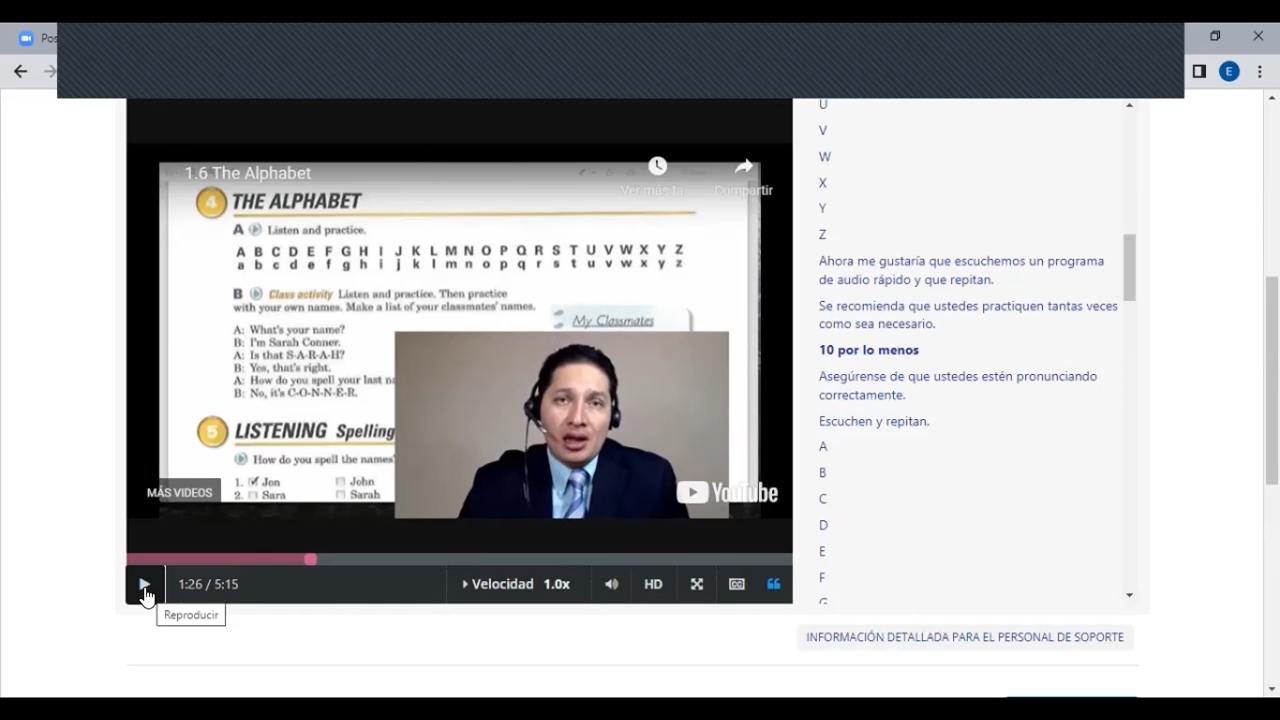 Pos
E
1.6 The Alphabet
Ver más ta
Compartir
4 THE ALPHABET
A Listen and practice.
A B C D E F G H I J K L M N O P Q R S T U V W X Y Z
a b c d e f g h i j k l m n o p q r s t u v w x y z
B Class activity Listen and practice. Then practice
with your own names. Make a list of your classmates' names.
My Classmates
A: What's your name?
B: I'm Sarah Conner.
A: Is that S-A-R-A-H?
B: Yes, that's right.
A: How do you spell your last na
B: No, it's C-O-N-N-E-R.
5 LISTENING Spelling
How do you spell the names?
1. Jon John
2. Sara Sarah
MÁS VIDEOS
YouTube
1:26 / 5:15
Velocidad 1.0x
HD
CC
Reproducir
U
V
W
X
Y
Z
Ahora me gustaría que escuchemos un programa
de audio rápido y que repitan.
Se recomienda que ustedes practiquen tantas veces
como sea necesario.
10 por lo menos
Asegúrense de que ustedes estén pronunciando
correctamente.
Escuchen y repitan.
A
B
C
D
E
F
G
INFORMACIÓN DETALLADA PARA EL PERSONAL DE SOPORTE